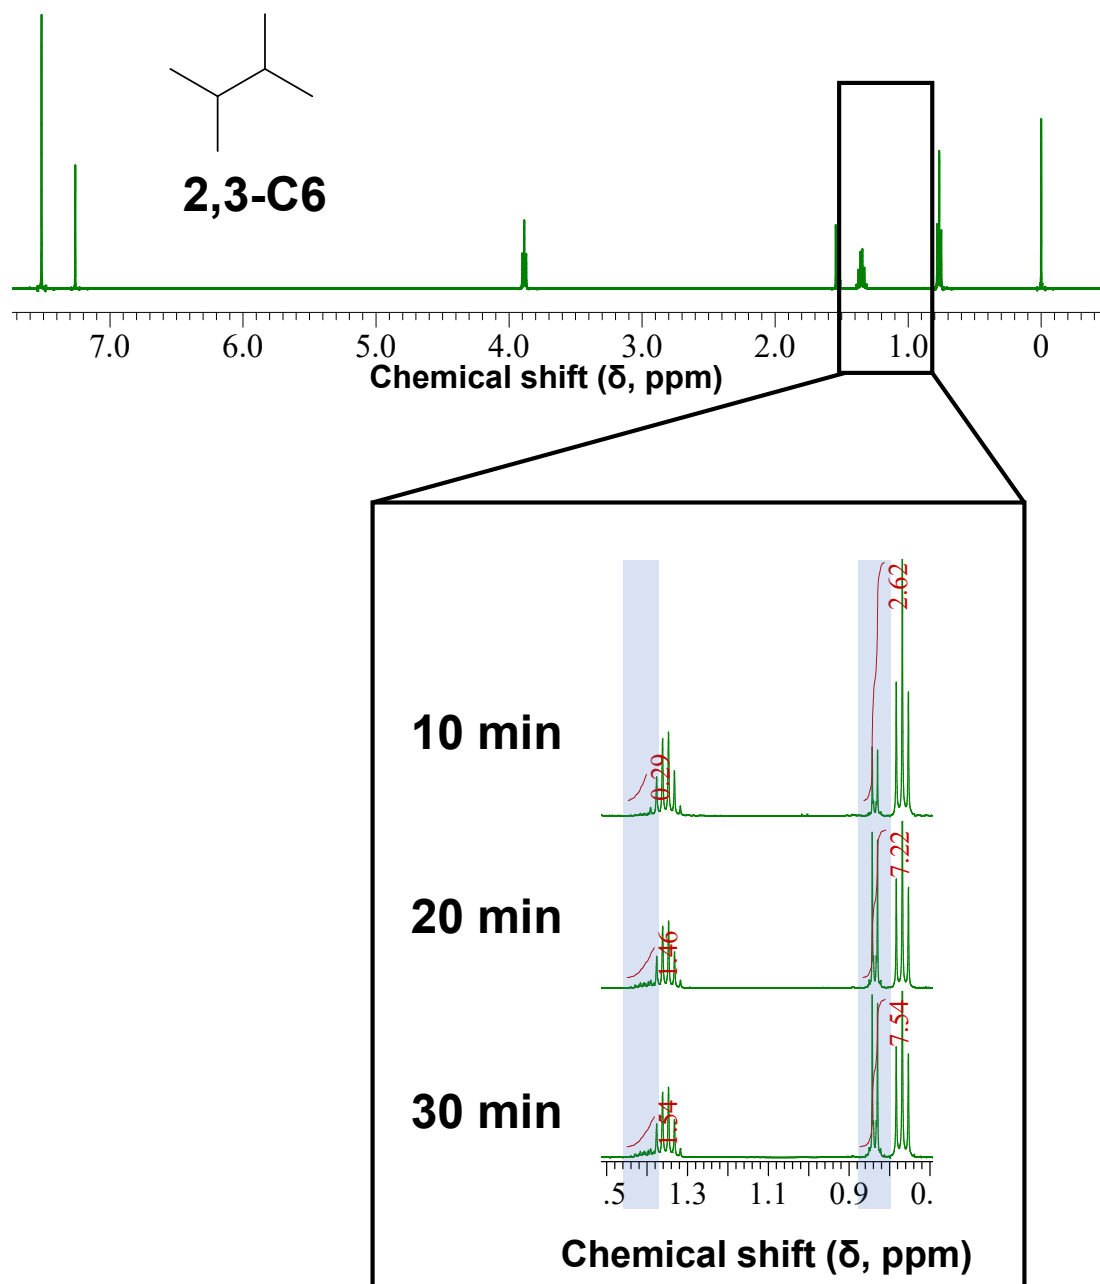 2,3-C6
7.0 6.0 5.0 4.0 3.0 2.0 1.0 0
Chemical shift (δ, ppm)
2.62
10 min
0.29
7.22
20 min
1.46
7.54
30 min
1.54
.5 1.3 1.1 0.9 0.
Chemical shift (δ, ppm)